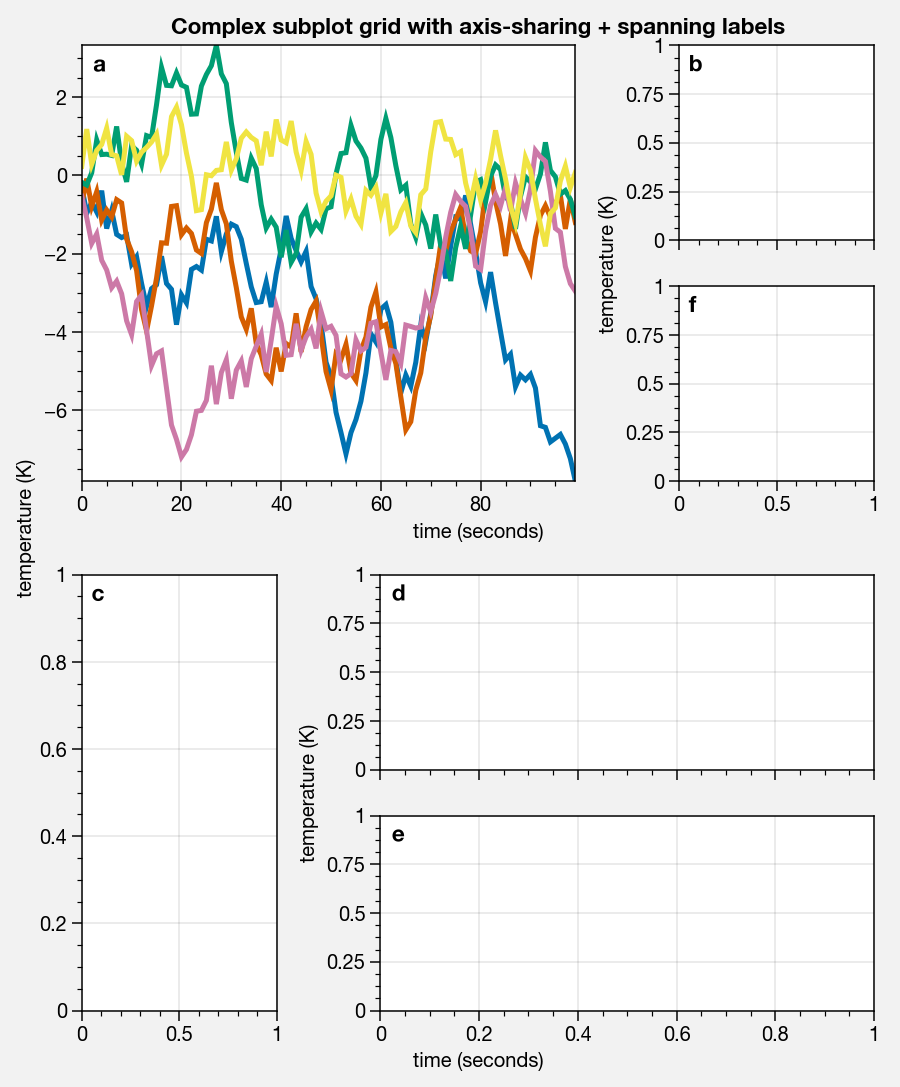 Complex subplot grid with axis-sharing + spanning labels
a
2
0
−2
−4
−6
0 20 40 60 80
time (seconds)
temperature (K)
b
1
0.75
0.5
0.25
0
temperature (K)
f
1
0.75
0.5
0.25
0
0 0.5 1
c
1
0.8
0.6
0.4
0.2
0
0 0.5 1
d
1
0.75
0.5
0.25
0
temperature (K)
e
1
0.75
0.5
0.25
0
0 0.2 0.4 0.6 0.8 1
time (seconds)